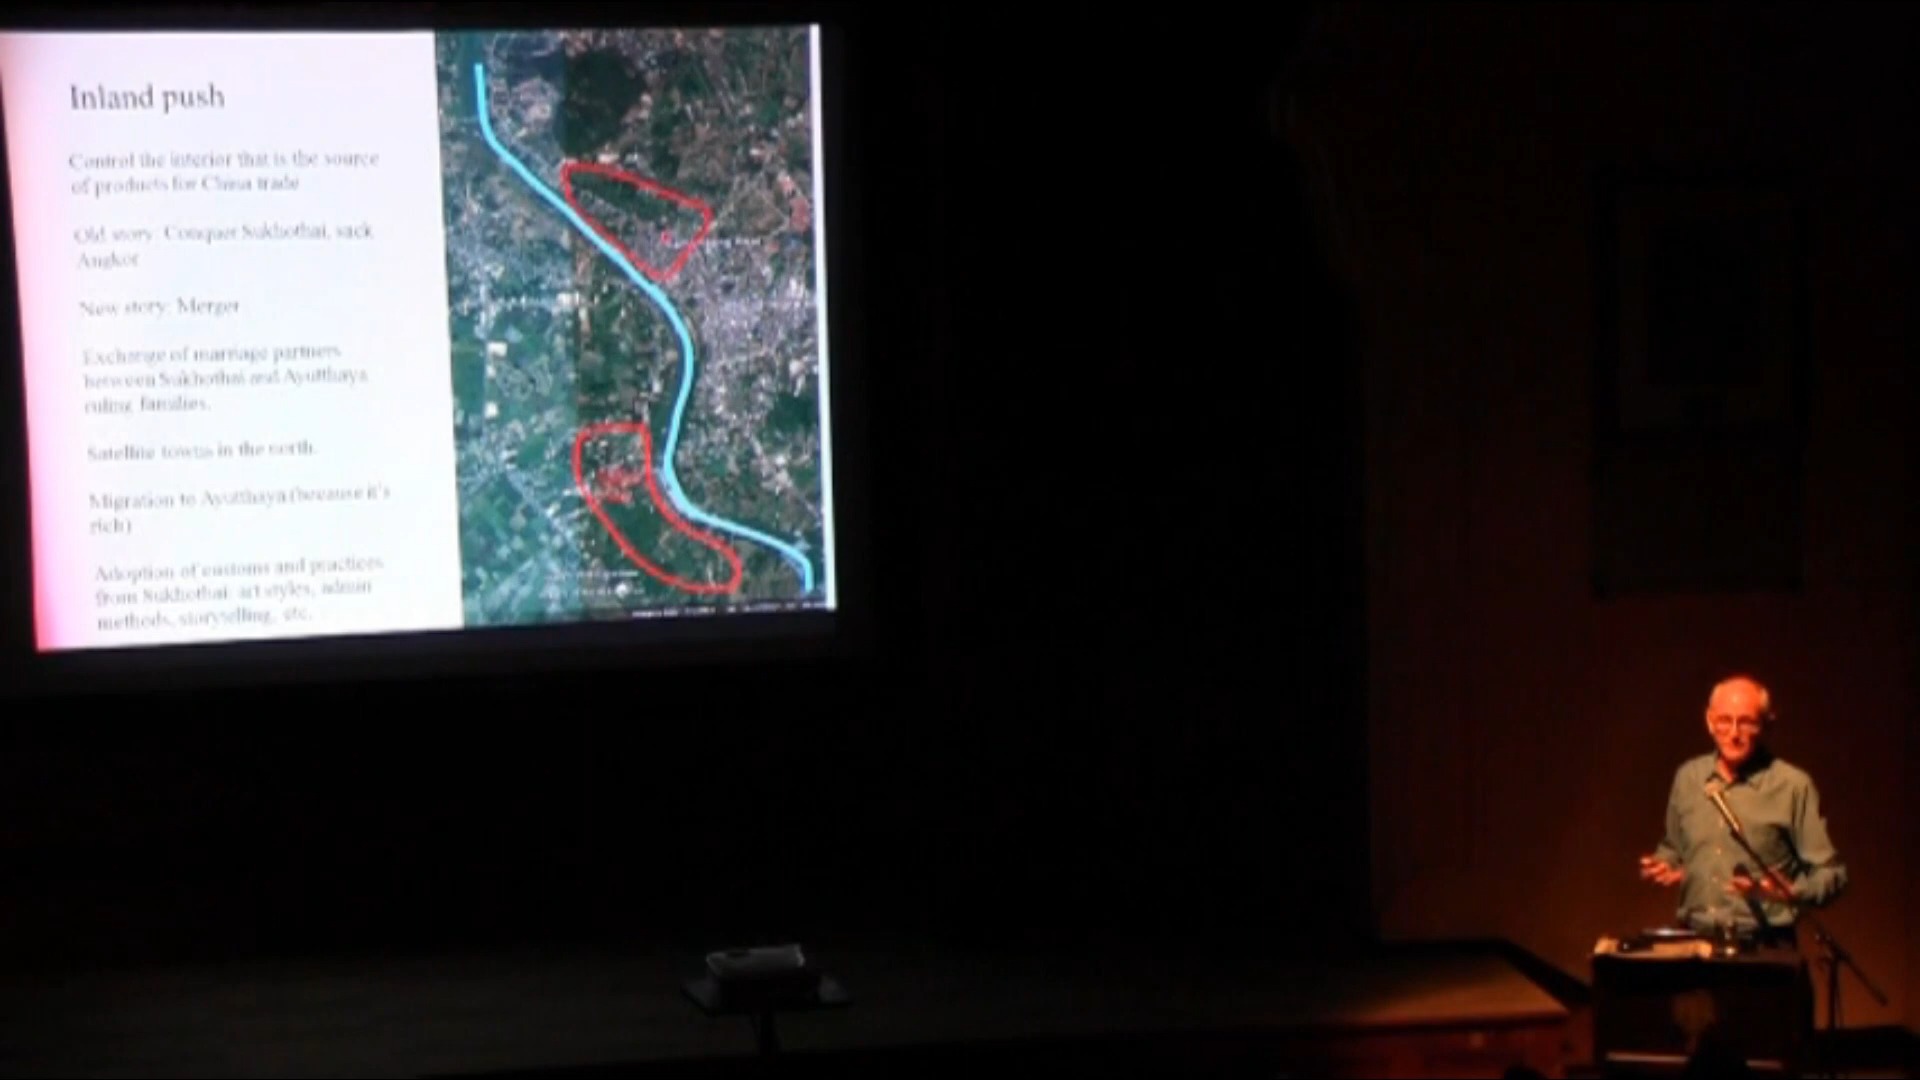 Inland push
Control the interior that is the source
of products for China trade
Old story: Conquer Sukhothai, sack
Angkor
New story: Merger
Exchange of marriage partners
between Sukhothai and Ayutthaya
ruling families.
Satellite towns in the north.
Migration to Ayutthaya (because it's
rich)
Adoption of customs and practices
from Sukhothai: art styles, admin
methods, storytelling, etc.